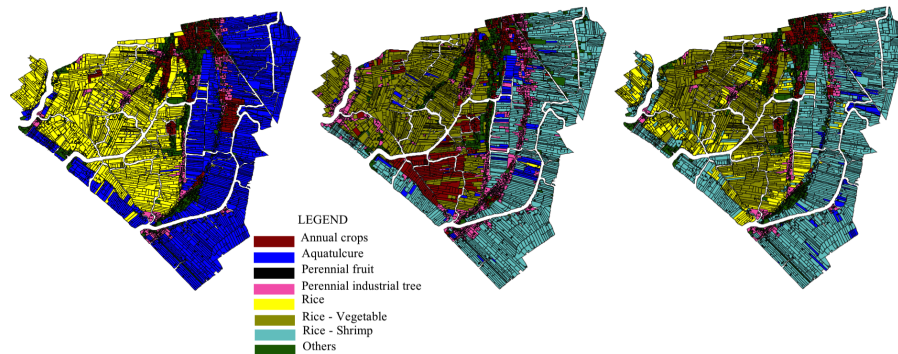 LEGEND
Annual crops
Aquatulcure
Perennial fruit
Perennial industrial tree
Rice
Rice - Vegetable
Rice - Shrimp
Others